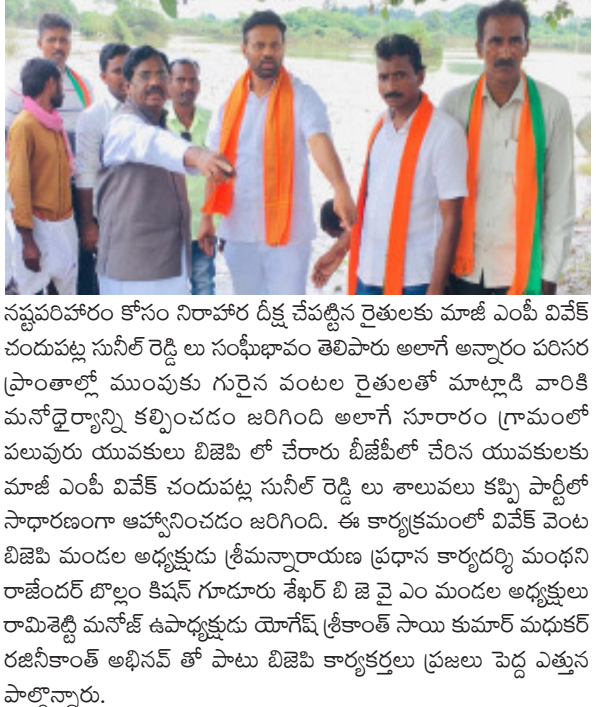 నష్టపరిహారం కోసం నిరాహార దీక్ష చేపట్టిన రైతులకు మాజీ ఎంపీ వివేక్
చందుపట్ల సునీల్ రెడ్డి లు సంఘీభావం తెలిపారు అలాగే అన్నారం పరిసర
ప్రాంతాల్లో ముంపుకు గురైన వంటల రైతులతో మాట్లాడి వారికి
మనోధైర్యాన్ని కల్పించడం జరిగింది అలాగే సూరారం గ్రామంలో
పలువురు యువకులు బిజెపి లో చేరారు బీజేపీలో చేరిన యువకులకు
మాజీ ఎంపీ వివేక్ చందుపట్ల సునీల్ రెడ్డి లు శాలువలు కప్పి పార్టీలో
సాధారణంగా ఆహ్వానించడం జరిగింది. ఈ కార్యక్రమంలో వివేక్ వెంట
బిజెపి మండల అధ్యక్షుడు శ్రీమన్నారాయణ ప్రధాన కార్యదర్శి మంథని
రాజేందర్ బొల్లం కిషన్ గూడూరు శేఖర్ బి జె వై ఎం మండల అధ్యక్షులు
రామిశెట్టి మనోజ్ ఉపాధ్యక్షుడు యోగేష్ శ్రీకాంత్ సాయి కుమార్ మధుకర్
రజినీకాంత్ అభినవ్ తో పాటు బిజెపి కార్యకర్తలు ప్రజలు పెద్ద ఎత్తున
పాల్గొన్నారు.